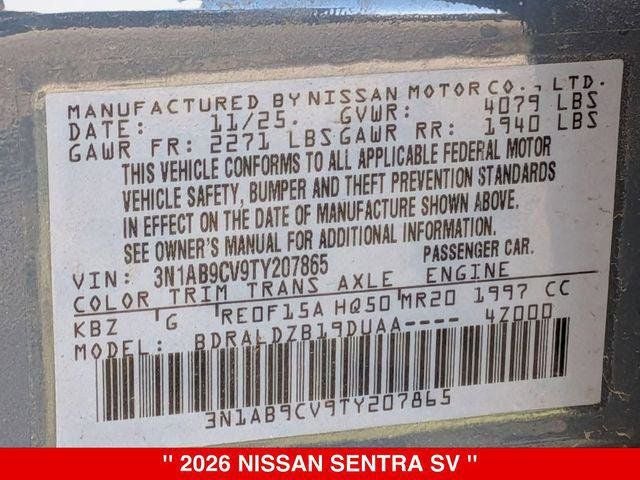 MANUFACTURED BY NISSAN MOTOR CO., LTD.
DATE: 11/25. GVWR: 4079 LBS
GAWR FR: 2271 LBS GAWR RR: 1940 LBS
THIS VEHICLE CONFORMS TO ALL APPLICABLE FEDERAL MOTOR
VEHICLE SAFETY, BUMPER AND THEFT PREVENTION STANDARDS
IN EFFECT ON THE DATE OF MANUFACTURE SHOWN ABOVE.
SEE OWNER'S MANUAL FOR ADDITIONAL INFORMATION.
VIN: 3N1AB9CV9TY207865 PASSENGER CAR.
COLOR TRIM TRANS AXLE ENGINE
KBZ G RE0F15A HQ50 MR20 1997 CC
MODEL: BDRALDZB19DUAA---- 4Z000
3N1AB9CV9TY207865
" 2026 NISSAN SENTRA SV "